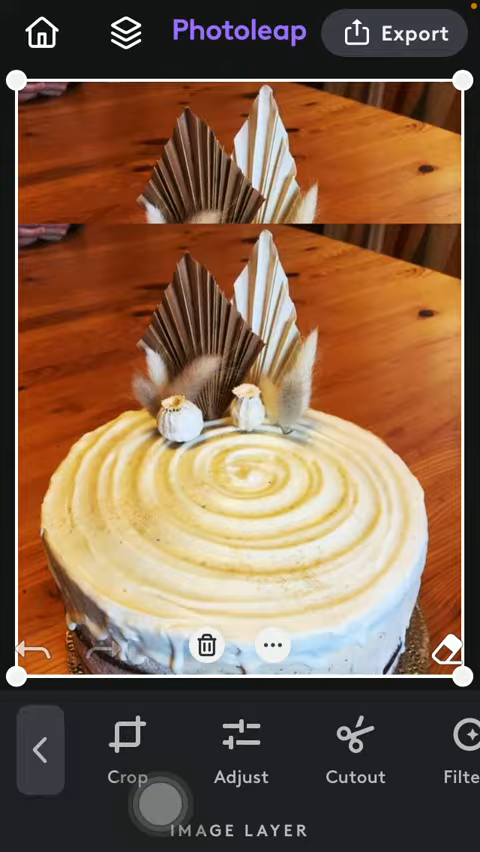 Photoleap
Export
Crop
Adjust
Cutout
Filte
IMAGE LAYER